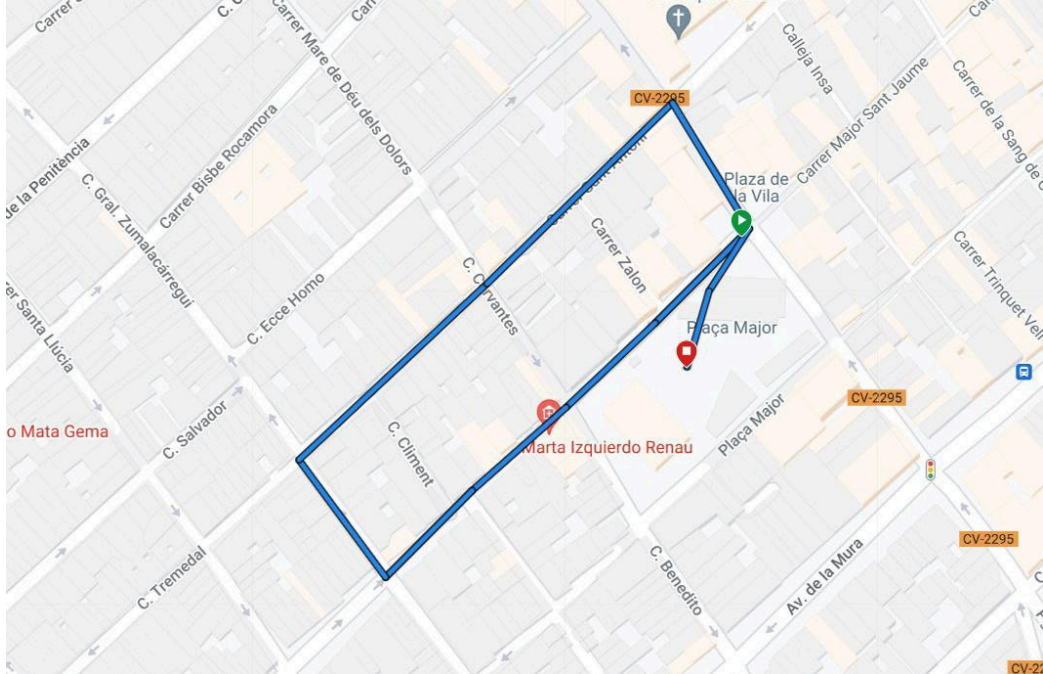 Carrer Mare de Déu dels Dolors
CV-2295
Calleja Insa
Carrer de la Sang de
Carrer Major Sant Jaume
Carrer Bisbe Rocamora
de la Penitència
C. Gral. Zumalacárregui
Plaza de
la Vila
Carrer Zalon
Carrer Trinquet Vell
C. Cervantes
C. Ecce Homo
Santa Llúcia
Plaça Major
CV-2295
o Mata Gema
C. Salvador
C. Climent
Marta Izquierdo Renau
Plaça Major
CV-2295
C. Tremedal
C. Benedito
Av. de la Mura
CV-22